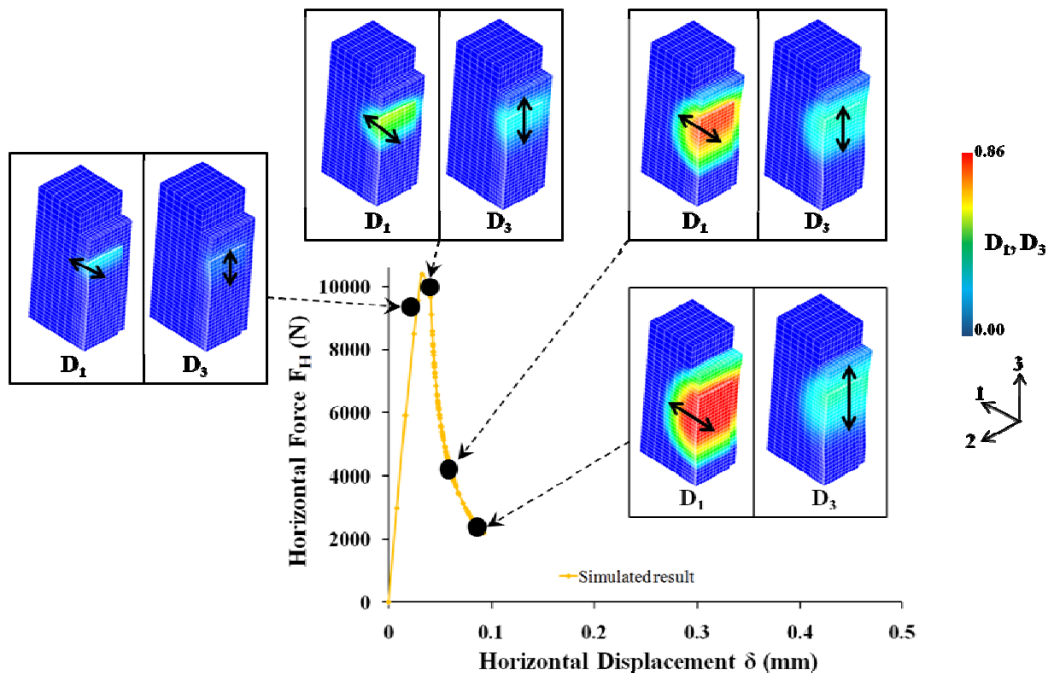 D₁
D₃
D₁
D₃
D₁
D₃
0.86
D₁, D₃
0.00
3
1
2
D₁
D₃
10000
8000
6000
4000
2000
0
Horizontal Force F_H (N)
Simulated result
0
0.1
0.2
0.3
0.4
0.5
Horizontal Displacement δ (mm)